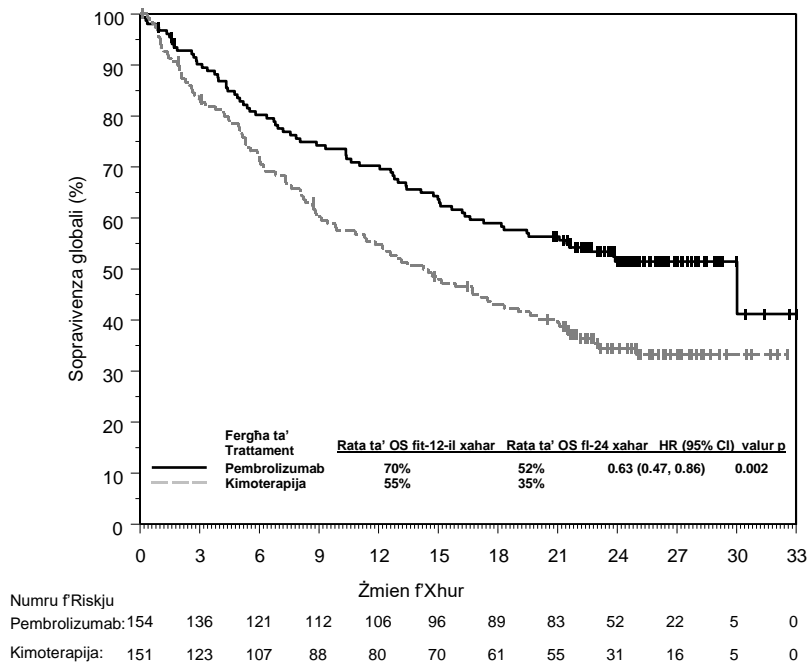 100
90
80
70
60
50
40
30
20
10
0
Sopravivenza globali (%)
Fergħa ta'
Trattament Rata ta' OS fit-12-il xahar Rata ta' OS fl-24 xahar HR (95% CI) valur p
Pembrolizumab 70% 52% 0.63 (0.47, 0.86) 0.002
Kimoterapija 55% 35%
0 3 6 9 12 15 18 21 24 27 30 33
Żmien f'Xhur
Numru f'Riskju
Pembrolizumab: 154 136 121 112 106 96 89 83 52 22 5 0
Kimoterapija: 151 123 107 88 80 70 61 55 31 16 5 0